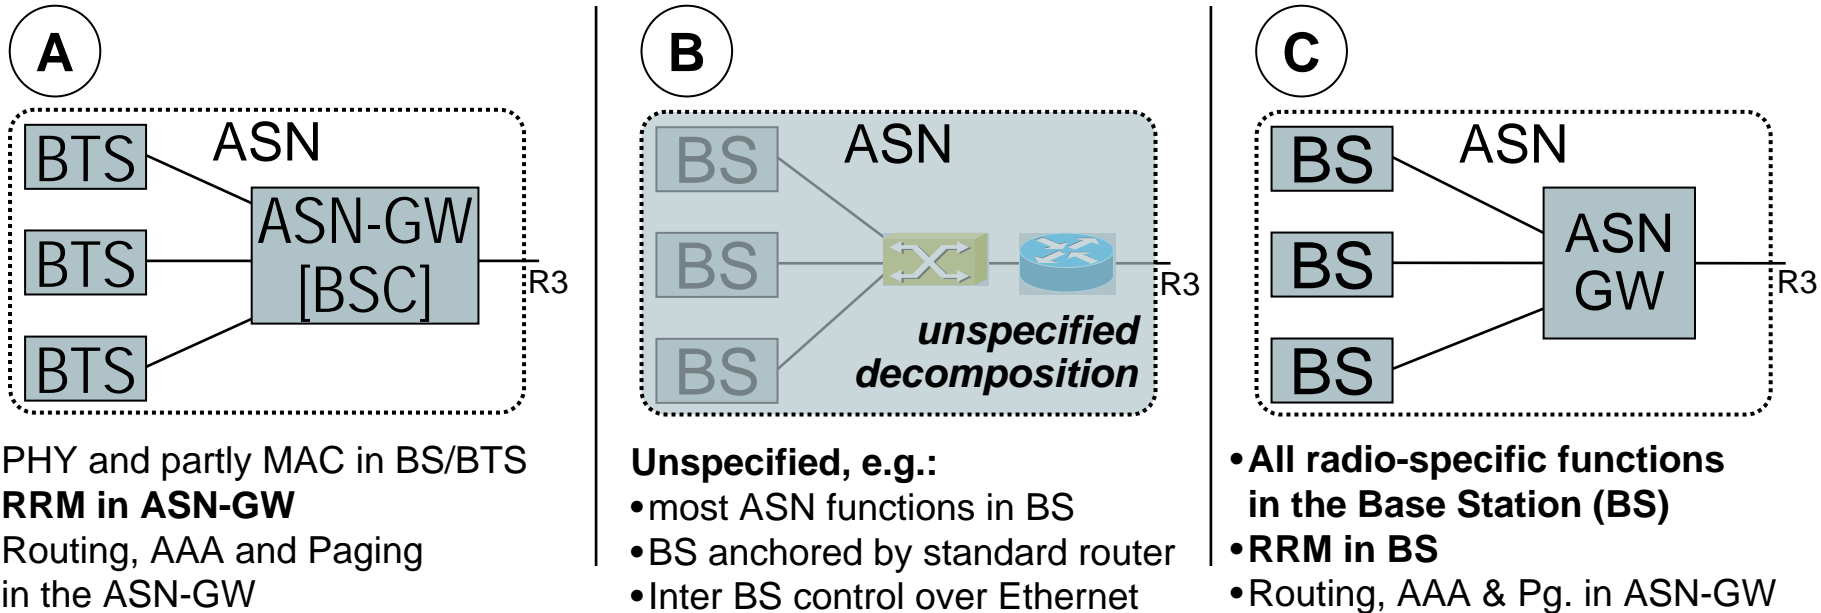 A
ASN
BTS
BTS
BTS
ASN-GW
[BSC]
R3
PHY and partly MAC in BS/BTS
RRM in ASN-GW
Routing, AAA and Paging
in the ASN-GW
B
ASN
BS
BS
BS
R3
unspecified
decomposition
Unspecified, e.g.:
•most ASN functions in BS
•BS anchored by standard router
•Inter BS control over Ethernet
C
ASN
BS
BS
BS
ASN
GW
R3
•All radio-specific functions
in the Base Station (BS)
•RRM in BS
•Routing, AAA & Pg. in ASN-GW